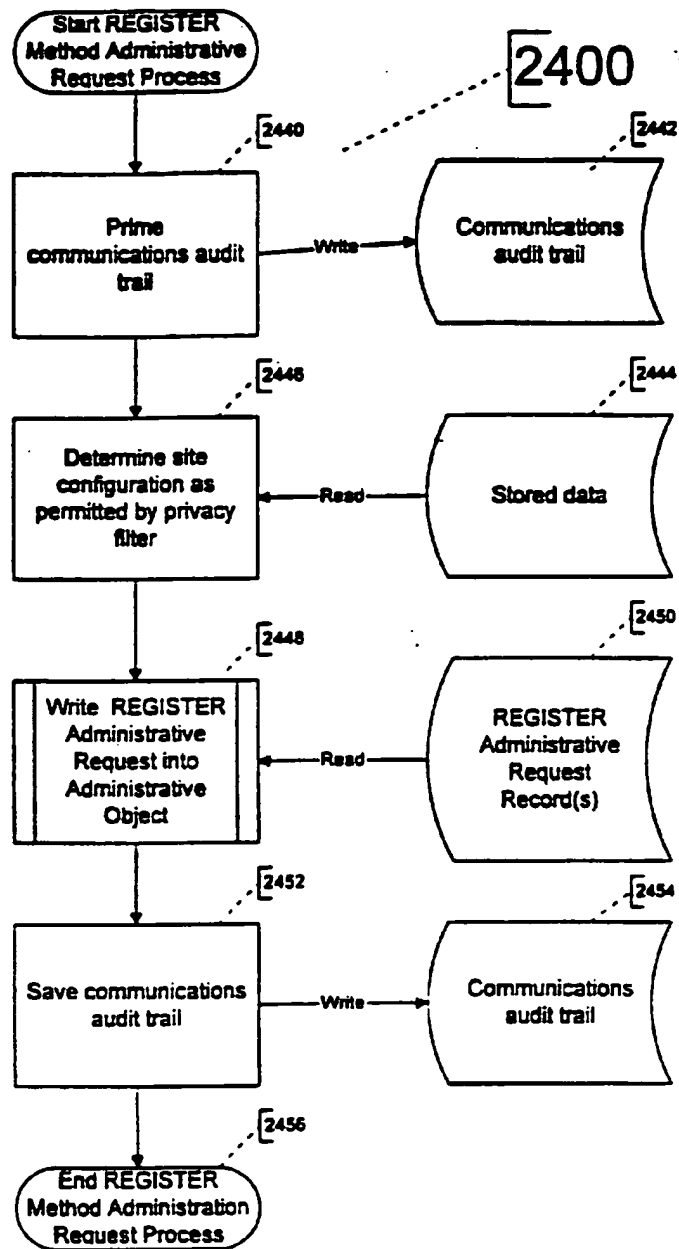 Start REGISTER
Method Administrative
Request Process
2400
2440
2442
Prime
communications audit
trail
Write
Communications
audit trail
2446
2444
Determine site
configuration as
permitted by privacy
filter
Read
Stored data
2448
2450
Write REGISTER
Administrative
Request into
Administrative
Object
Read
REGISTER
Administrative
Request
Record(s)
2452
2454
Save communications
audit trail
Write
Communications
audit trail
2456
End REGISTER
Method Administration
Request Process